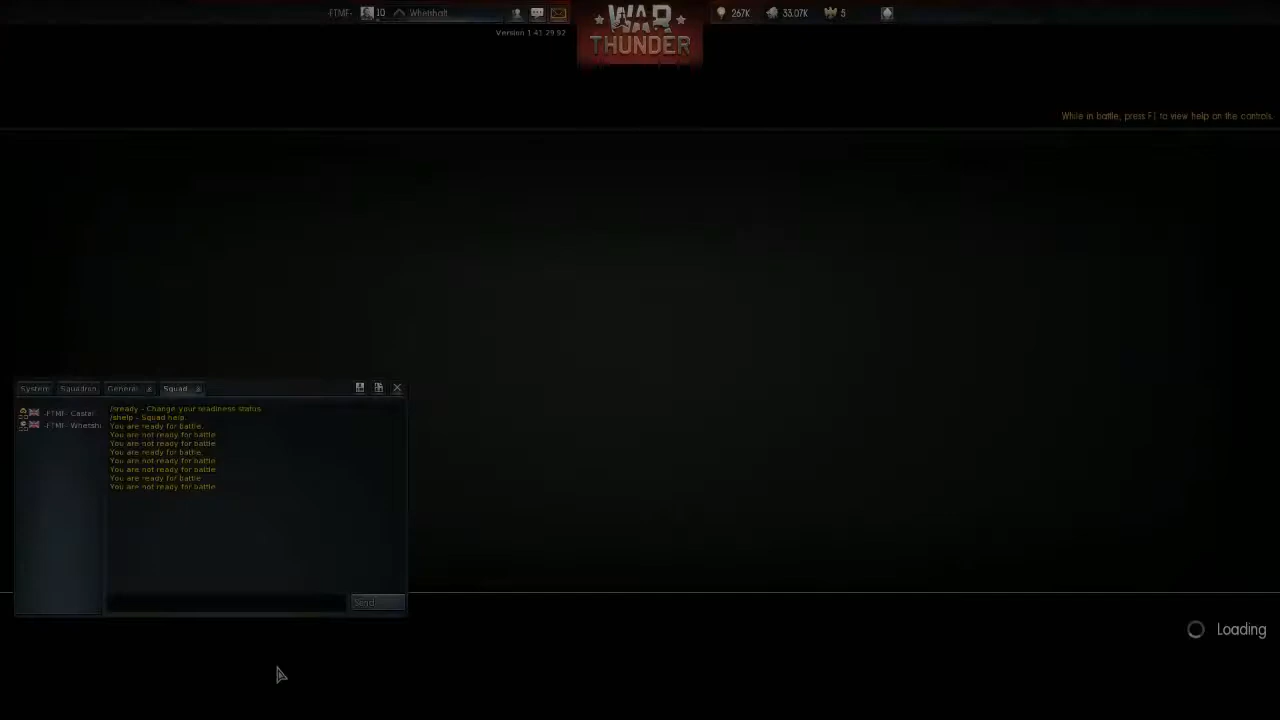 -FTMF- 10 Whetshalt
267K 33.07K 5
Version 1.41.29.92
WAR
THUNDER
While in battle, press F1 to view help on the controls.
System Squadron General Squad
-FTMF- Caster
-FTMF- Whetsh
/sready - Change your readiness status
/shelp - Squad help.
You are ready for battle.
You are not ready for battle
You are not ready for battle
You are ready for battle.
You are not ready for battle
You are not ready for battle
You are ready for battle
You are not ready for battle
Send
Loading